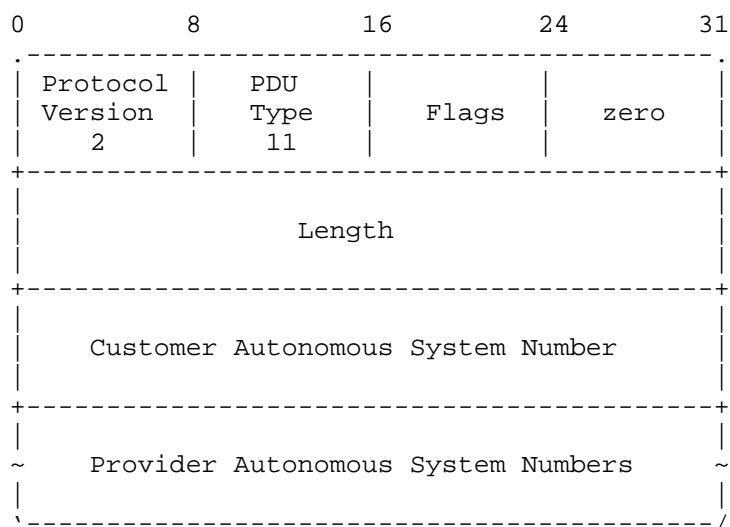 0 8 16 24 31
Protocol PDU
Version Type Flags zero
2 11
Length
Customer Autonomous System Number
Provider Autonomous System Numbers